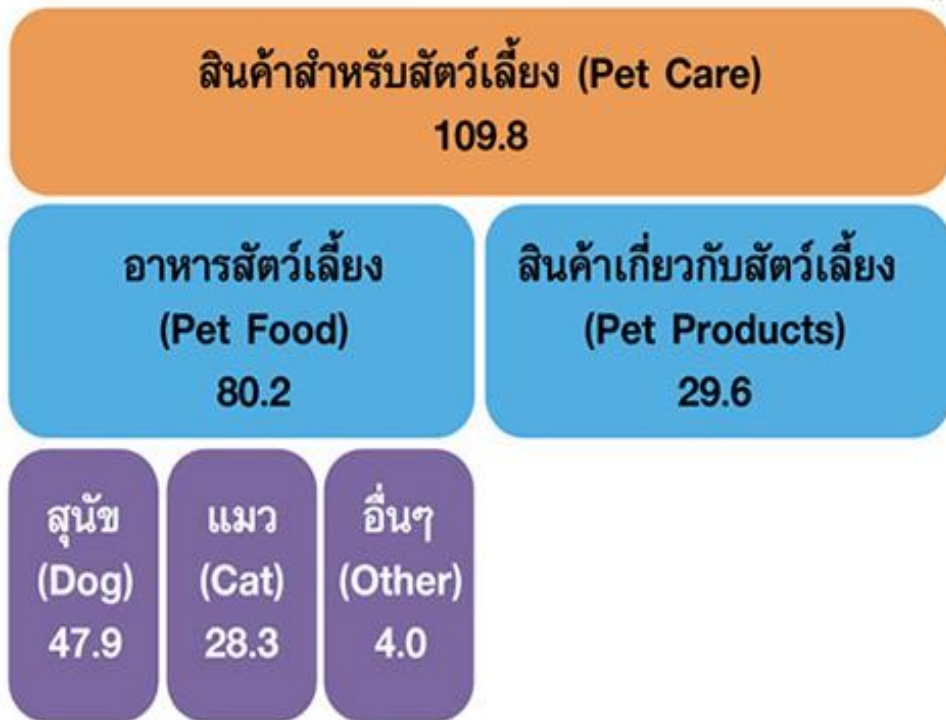 สินค้าสำหรับสัตว์เลี้ยง (Pet Care)
109.8
อาหารสัตว์เลี้ยง
(Pet Food)
80.2
สินค้าเกี่ยวกับสัตว์เลี้ยง
(Pet Products)
29.6
สุนัข
(Dog)
47.9
แมว
(Cat)
28.3
อื่นๆ
(Other)
4.0